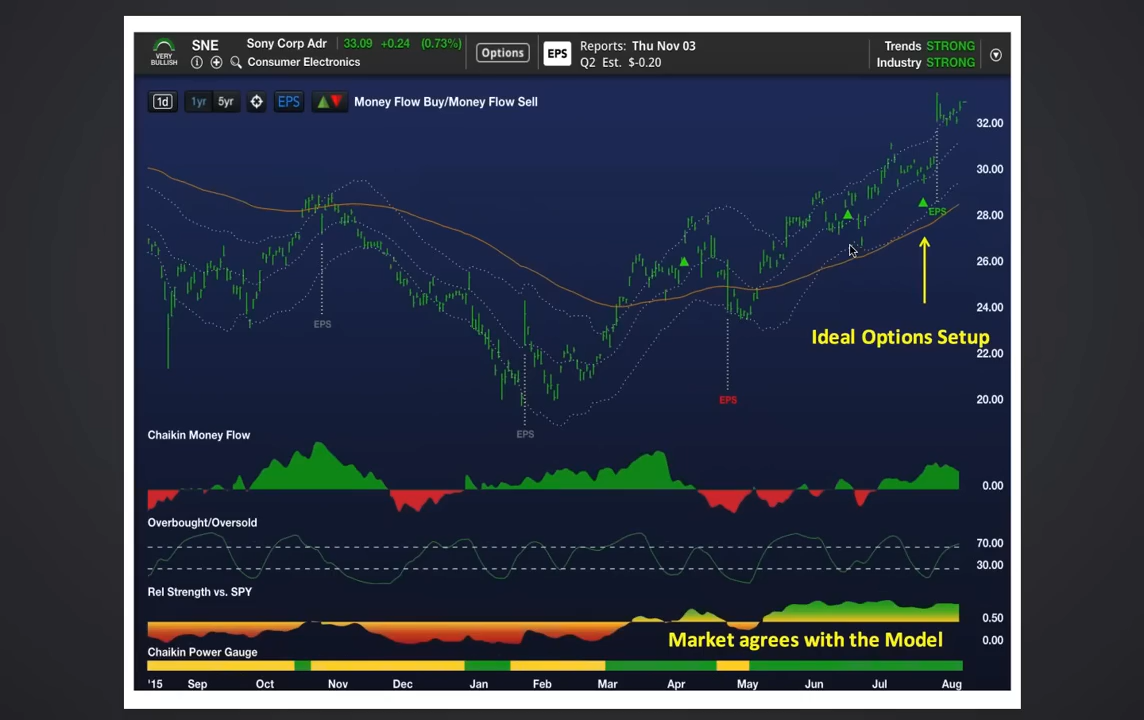 VERY
BULLISH
SNE
Sony Corp Adr
33.09 +0.24 (0.73%)
Consumer Electronics
Options
EPS
Reports: Thu Nov 03
Q2 Est. $-0.20
Trends STRONG
Industry STRONG
1d
1yr
5yr
EPS
Money Flow Buy/Money Flow Sell
32.00
30.00
28.00
26.00
24.00
22.00
20.00
EPS
EPS
EPS
EPS
Ideal Options Setup
Chaikin Money Flow
0.00
Overbought/Oversold
70.00
30.00
Rel Strength vs. SPY
0.50
0.00
Market agrees with the Model
Chaikin Power Gauge
'15 Sep Oct Nov Dec Jan Feb Mar Apr May Jun Jul Aug